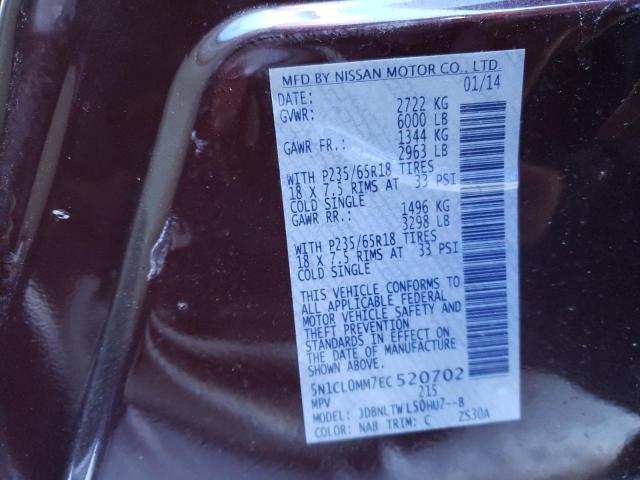 MFD BY NISSAN MOTOR CO., LTD.
DATE: 01/14
GVWR: 2722 KG
6000 LB
GAWR FR.: 1344 KG
2963 LB
WITH P235/65R18 TIRES
18 X 7.5 RIMS AT 33 PSI
COLD SINGLE
GAWR RR.: 1496 KG
3298 LB
WITH P235/65R18 TIRES
18 X 7.5 RIMS AT 33 PSI
COLD SINGLE
THIS VEHICLE CONFORMS TO
ALL APPLICABLE FEDERAL
MOTOR VEHICLE SAFETY AND
THEFT PREVENTION
STANDARDS IN EFFECT ON
THE DATE OF MANUFACTURE
SHOWN ABOVE.
5N1CL0MM7EC520702
MPV 215
MODEL: JDBNLTWL50HU7--B
COLOR: NAB TRIM: C ZS30A